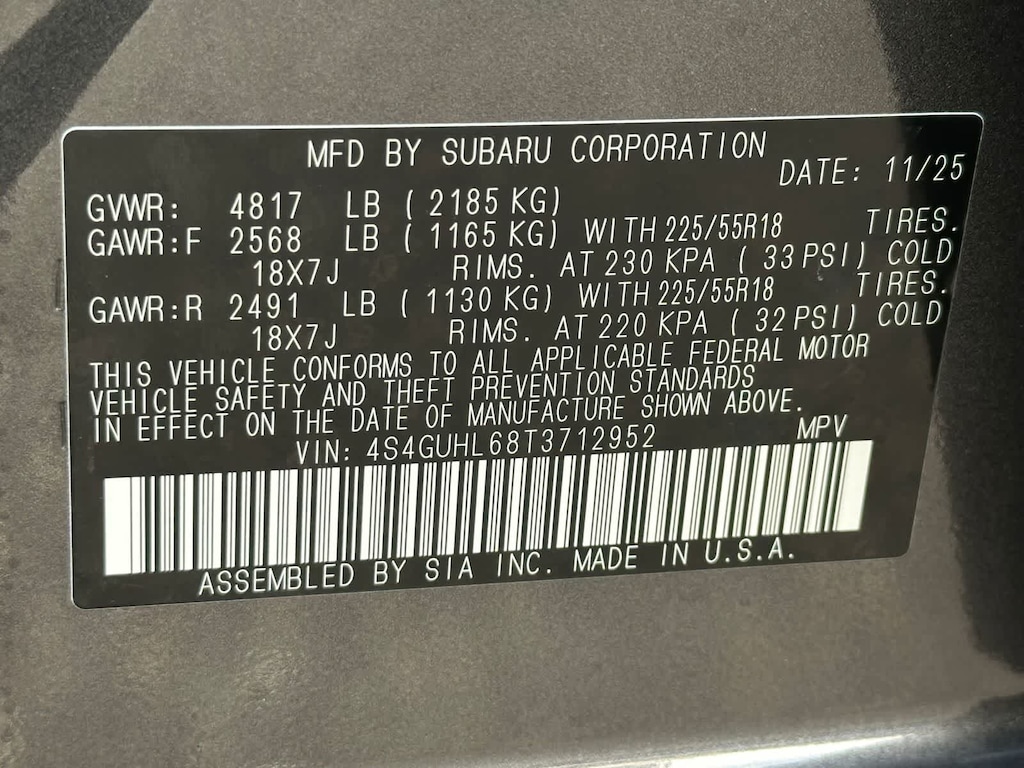 MFD BY SUBARU CORPORATION
DATE: 11/25
GVWR: 4817 LB ( 2185 KG)
GAWR:F 2568 LB ( 1165 KG) WITH 225/55R18 TIRES.
18X7J RIMS. AT 230 KPA ( 33 PSI) COLD
GAWR:R 2491 LB ( 1130 KG) WITH 225/55R18 TIRES.
18X7J RIMS. AT 220 KPA ( 32 PSI) COLD
THIS VEHICLE CONFORMS TO ALL APPLICABLE FEDERAL MOTOR
VEHICLE SAFETY AND THEFT PREVENTION STANDARDS
IN EFFECT ON THE DATE OF MANUFACTURE SHOWN ABOVE.
VIN: 4S4GUHL68T3712952 MPV
ASSEMBLED BY SIA INC. MADE IN U.S.A.